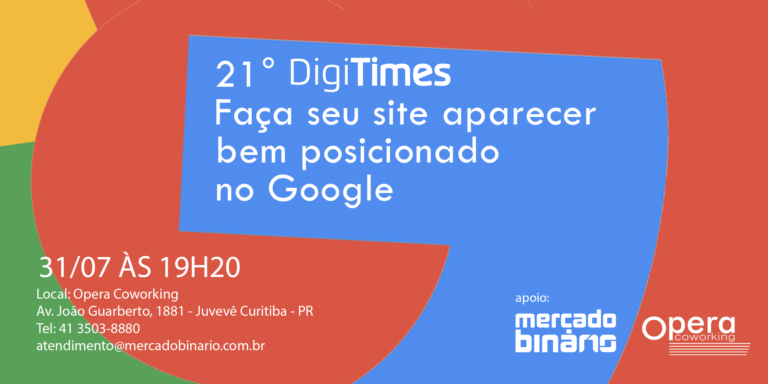 21° DigiTimes
Faça seu site aparecer
bem posicionado
no Google
31/07 ÀS 19H20
Local: Opera Coworking
Av. João Guarberto, 1881 - Juvevê Curitiba - PR
Tel: 41 3503-8880
atendimento@mercadobinario.com.br
apoio:
mercado
binário
Opera
coworking